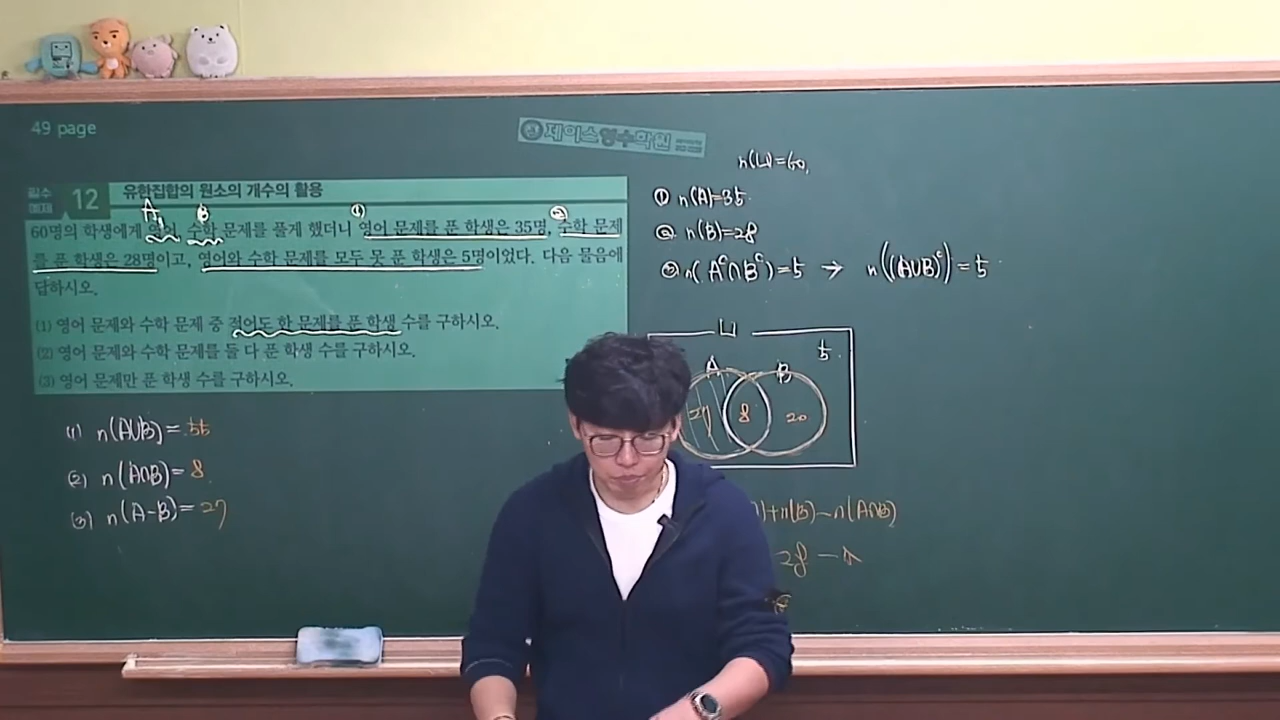 49 page
제이스영수학원
필수 예제 12 유한집합의 원소의 개수의 활용
A B ① ②
60명의 학생에게 영어, 수학 문제를 풀게 했더니 영어 문제를 푼 학생은 35명, 수학 문제
를 푼 학생은 28명이고, 영어와 수학 문제를 모두 못 푼 학생은 5명이었다. 다음 물음에
답하시오.
(1) 영어 문제와 수학 문제 중 적어도 한 문제를 푼 학생 수를 구하시오.
(2) 영어 문제와 수학 문제를 둘 다 푼 학생 수를 구하시오.
(3) 영어 문제만 푼 학생 수를 구하시오.
(1) n(A∪B)=55
(2) n(A∩B)=8
(3) n(A-B)=27
n(U)=60
① n(A)=35
② n(B)=28
③ n(A^c∩B^c)=5 → n((A∪B)^c)=5
U
5
A B
27 8 20
)+n(B)-n(A∩B)
28 -